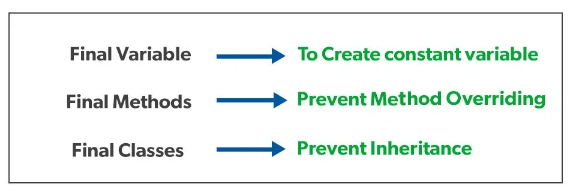 Final Variable To Create constant variable
Final Methods Prevent Method Overriding
Final Classes Prevent Inheritance